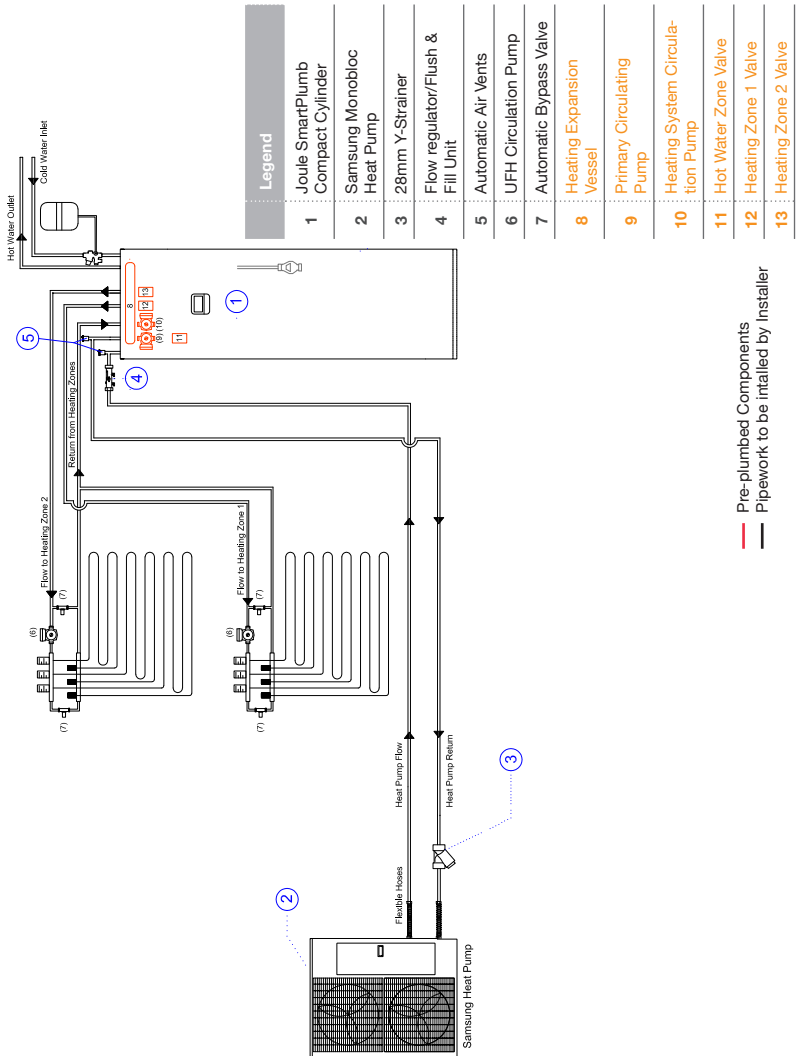 Hot Water Outlet
Cold Water Inlet
5
4
8
13
12
(9) (10)
11
1
Return from Heating Zones
Flow to Heating Zone 2
Flow to Heating Zone 1
(6)
(7)
(7)
(6)
(7)
(7)
Heat Pump Flow
Heat Pump Return
3
Flexible Hoses
2
Samsung Heat Pump
Legend
1 Joule SmartPlumb
Compact Cylinder
2 Samsung Monobloc
Heat Pump
3 28mm Y-Strainer
4 Flow regulator/Flush &
Fill Unit
5 Automatic Air Vents
6 UFH Circulation Pump
7 Automatic Bypass Valve
8 Heating Expansion
Vessel
9 Primary Circulating
Pump
10 Heating System Circula-
tion Pump
11 Hot Water Zone Valve
12 Heating Zone 1 Valve
13 Heating Zone 2 Valve
Pre-plumbed Components
Pipework to be intalled by Installer